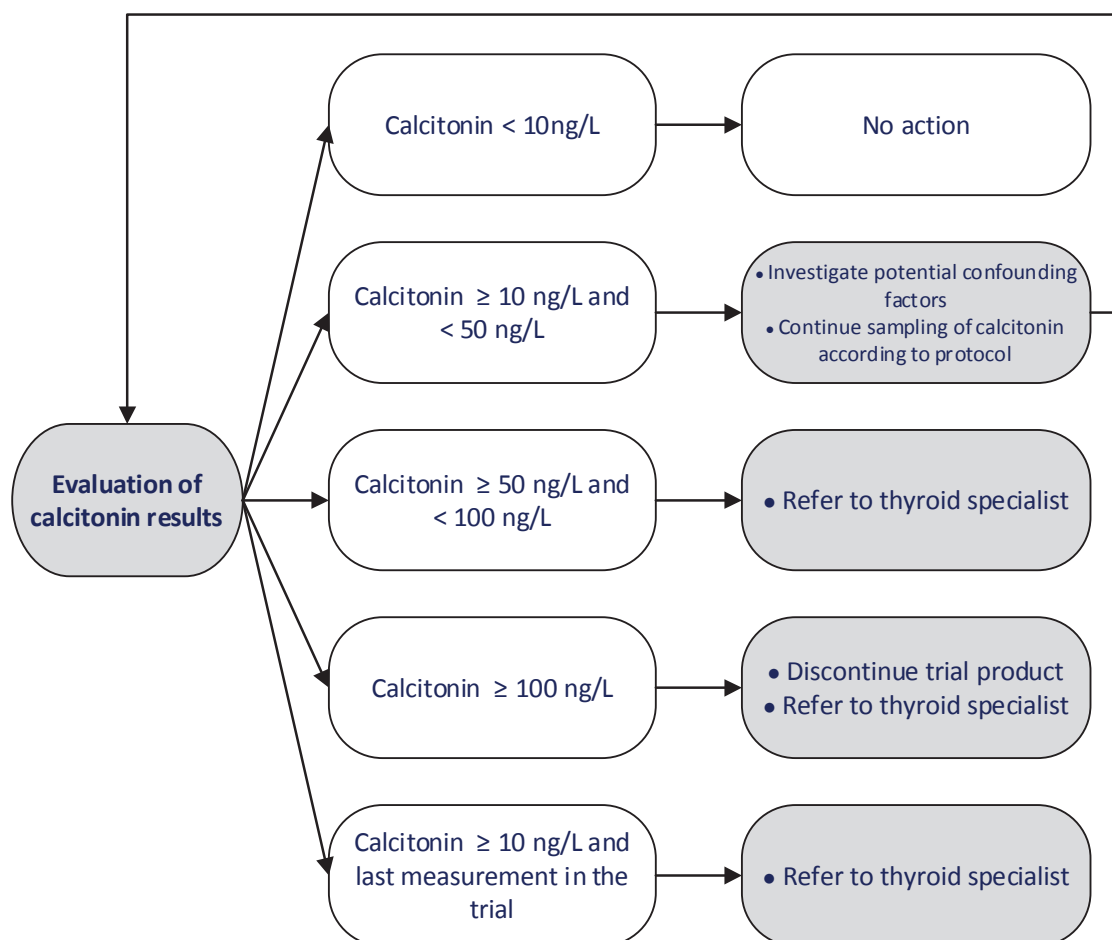 Calcitonin < 10ng/L
No action
Calcitonin ≥ 10 ng/L and
< 50 ng/L
• Investigate potential confounding
factors
• Continue sampling of calcitonin
according to protocol
Evaluation of
calcitonin results
Calcitonin ≥ 50 ng/L and
< 100 ng/L
• Refer to thyroid specialist
Calcitonin ≥ 100 ng/L
• Discontinue trial product
• Refer to thyroid specialist
Calcitonin ≥ 10 ng/L and
last measurement in the
trial
• Refer to thyroid specialist